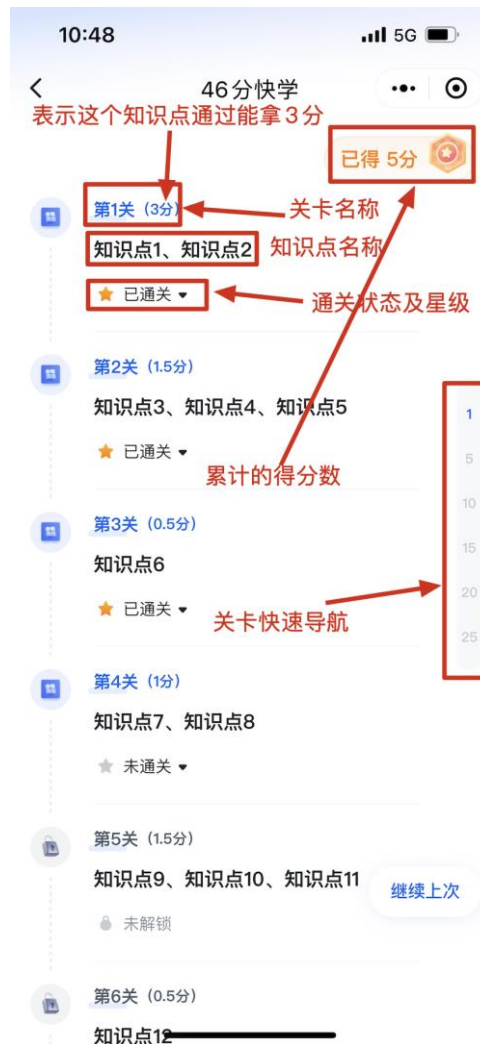 10:48
5G
46分快学
表示这个知识点通过能拿3分
已得 5分
第1关（3分）
关卡名称
知识点1、知识点2
知识点名称
已通关
通关状态及星级
第2关（1.5分）
知识点3、知识点4、知识点5
1
已通关
5
累计的得分数
10
第3关（0.5分）
15
知识点6
20
已通关
关卡快速导航
25
第4关（1分）
知识点7、知识点8
未通关
第5关（1.5分）
知识点9、知识点10、知识点11
继续上次
未解锁
第6关（0.5分）
知识点12